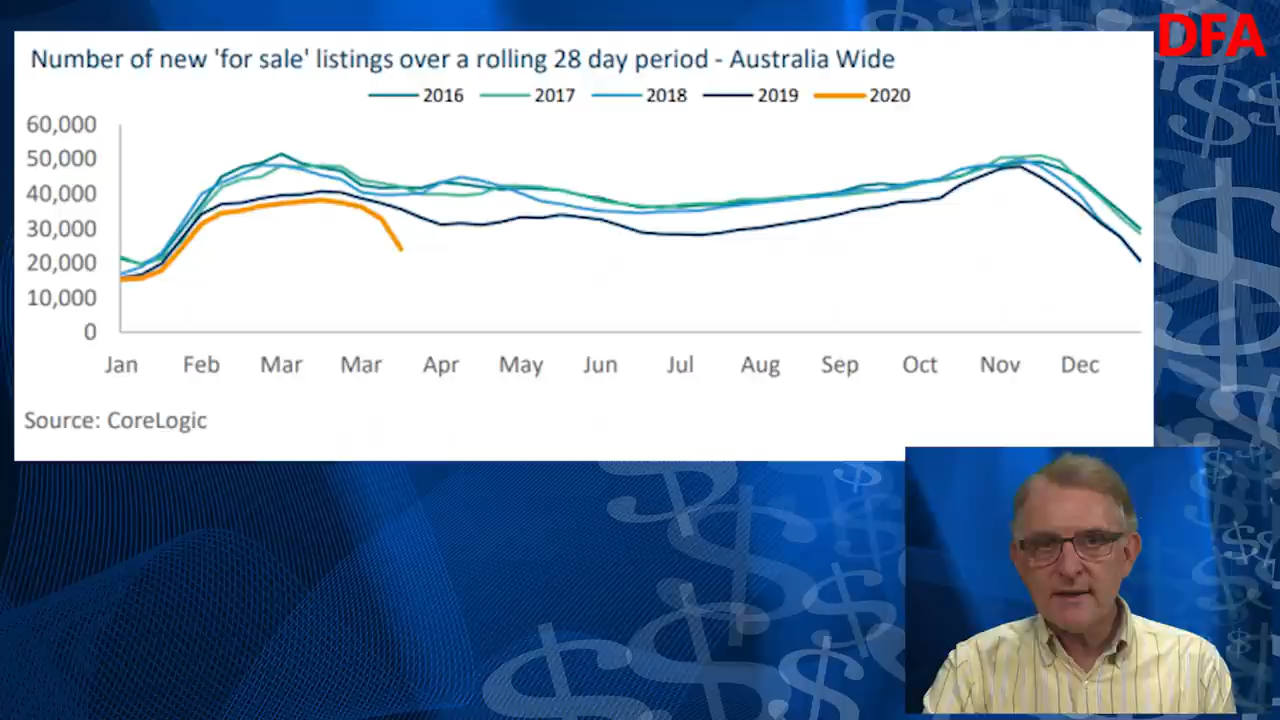 DFA
Number of new 'for sale' listings over a rolling 28 day period - Australia Wide
2016 2017 2018 2019 2020
60,000
50,000
40,000
30,000
20,000
10,000
0
Jan Feb Mar Mar Apr May Jun Jul Aug Sep Oct Nov Dec
Source: CoreLogic